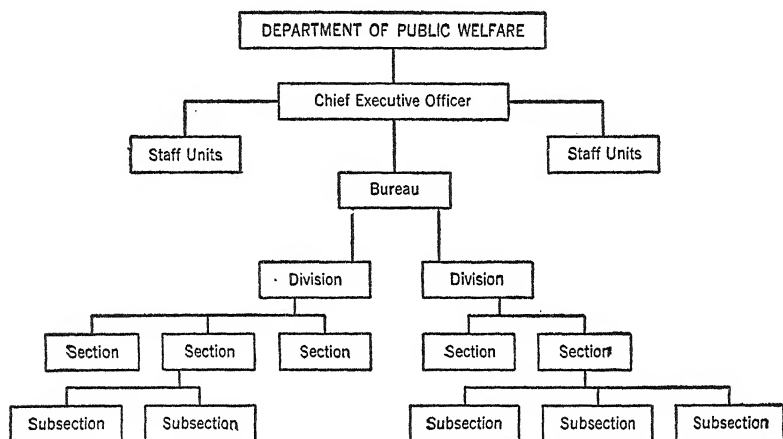 DEPARTMENT OF PUBLIC WELFARE
Chief Executive Officer
Staff Units
Staff Units
Bureau
Division
Division
Section
Section
Section
Section
Section
Subsection
Subsection
Subsection
Subsection
Subsection